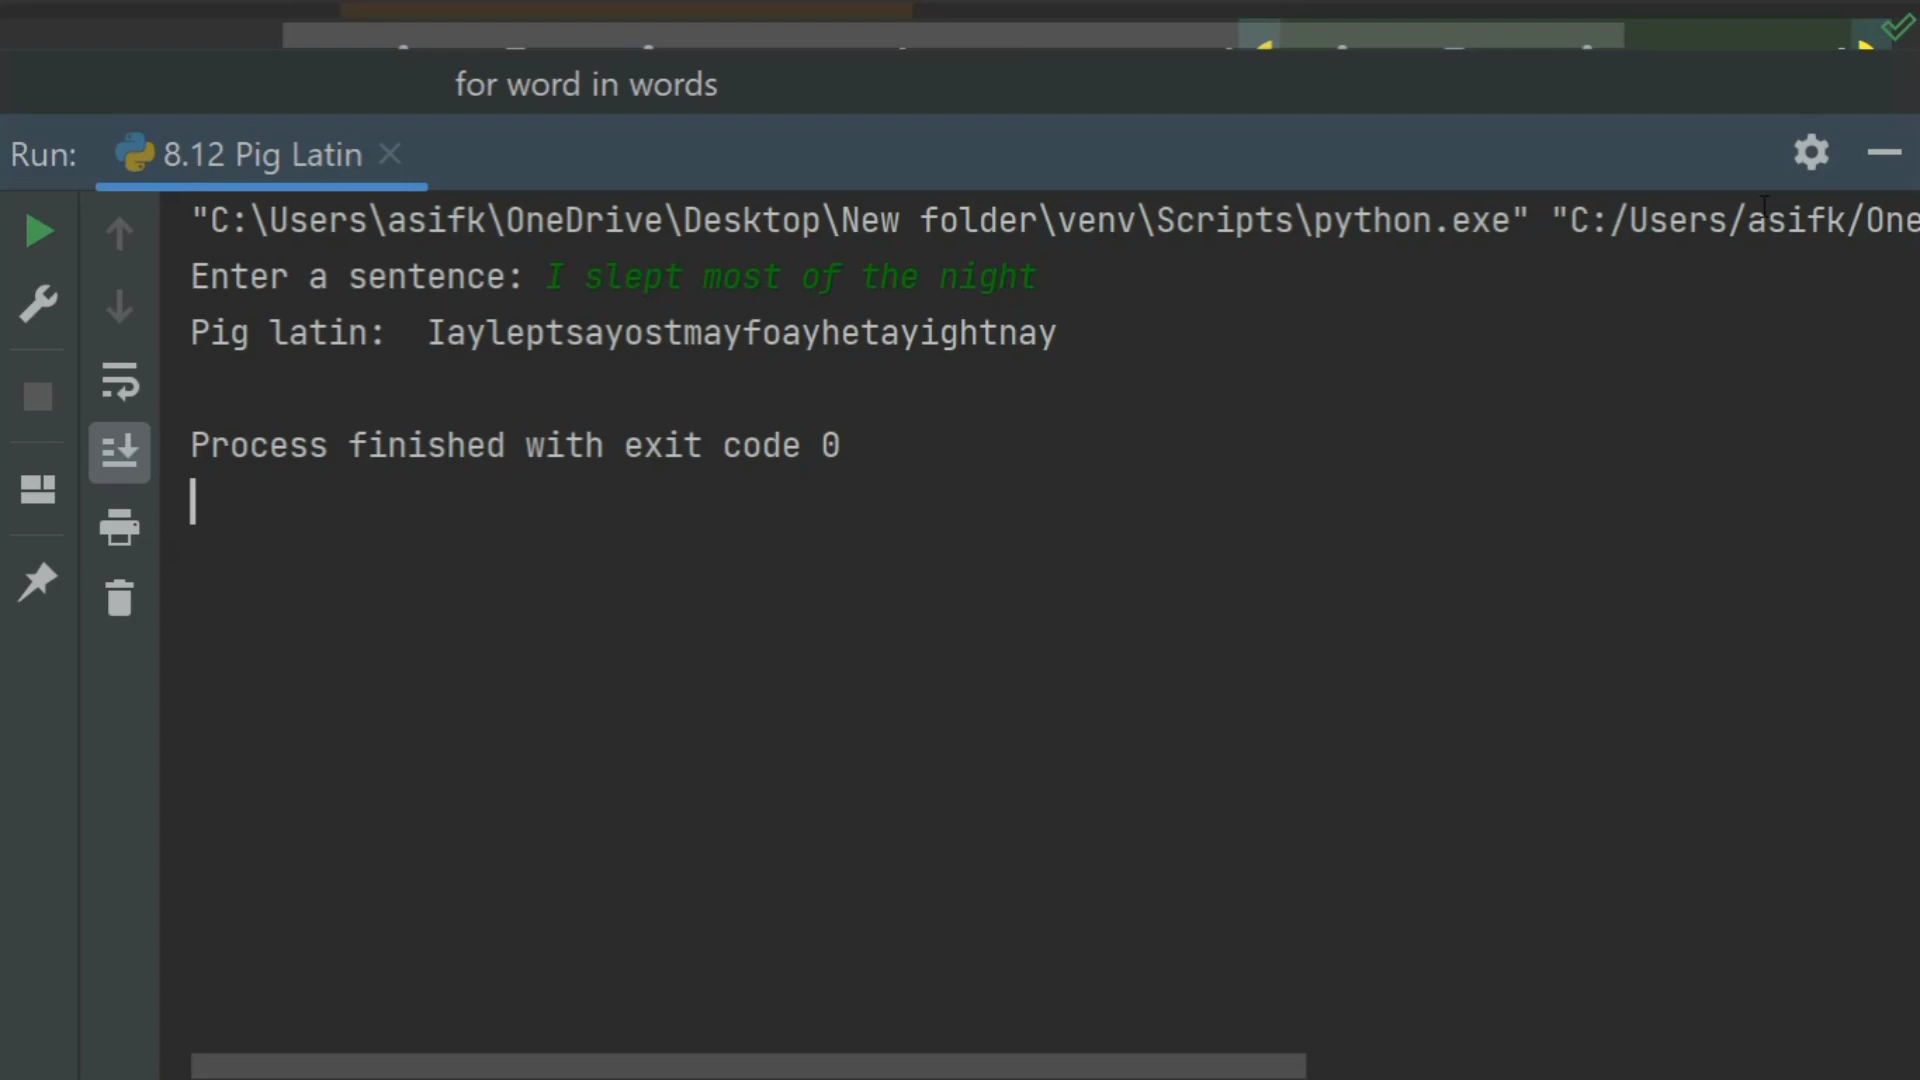 for word in words
Run: 8.12 Pig Latin
"C:\Users\asifk\OneDrive\Desktop\New folder\venv\Scripts\python.exe" "C:/Users/asifk/One
Enter a sentence: I slept most of the night
Pig latin:  Iayleptsayostmayfoayhetayightnay
Process finished with exit code 0